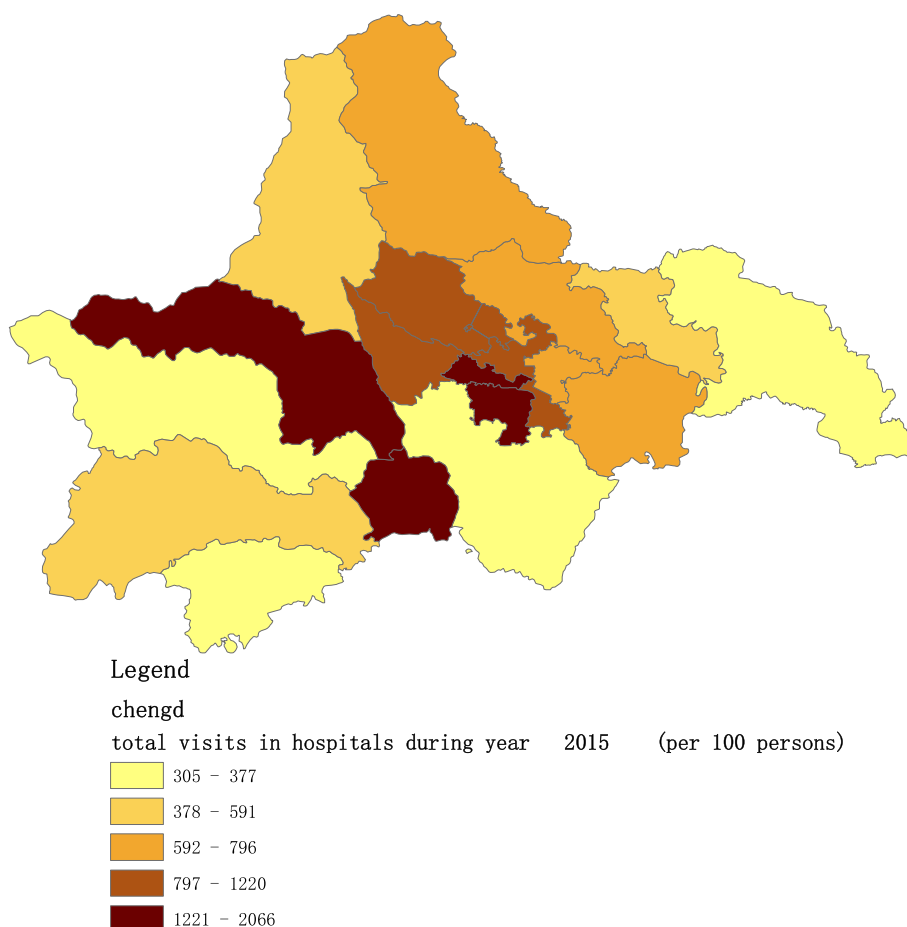 Legend
chengd
total visits in hospitals during year 2015 (per 100 persons)
305 - 377
378 - 591
592 - 796
797 - 1220
1221 - 2066